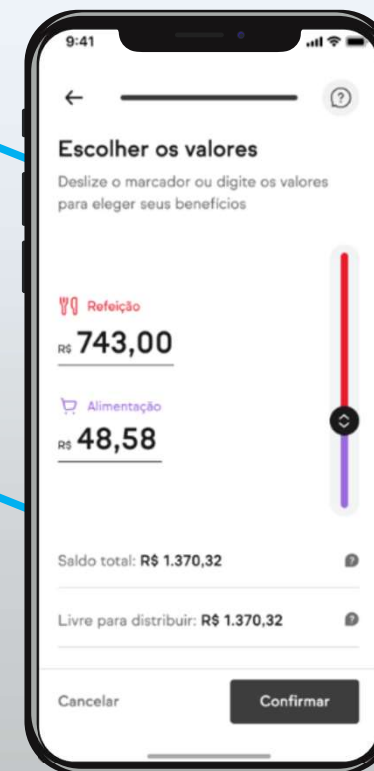 9:41
Escolher os valores
Deslize o marcador ou digite os valores
para eleger seus benefícios
Refeição
R$ 743,00
Alimentação
R$ 48,58
Saldo total: R$ 1.370,32
Livre para distribuir: R$ 1.370,32
Cancelar
Confirmar